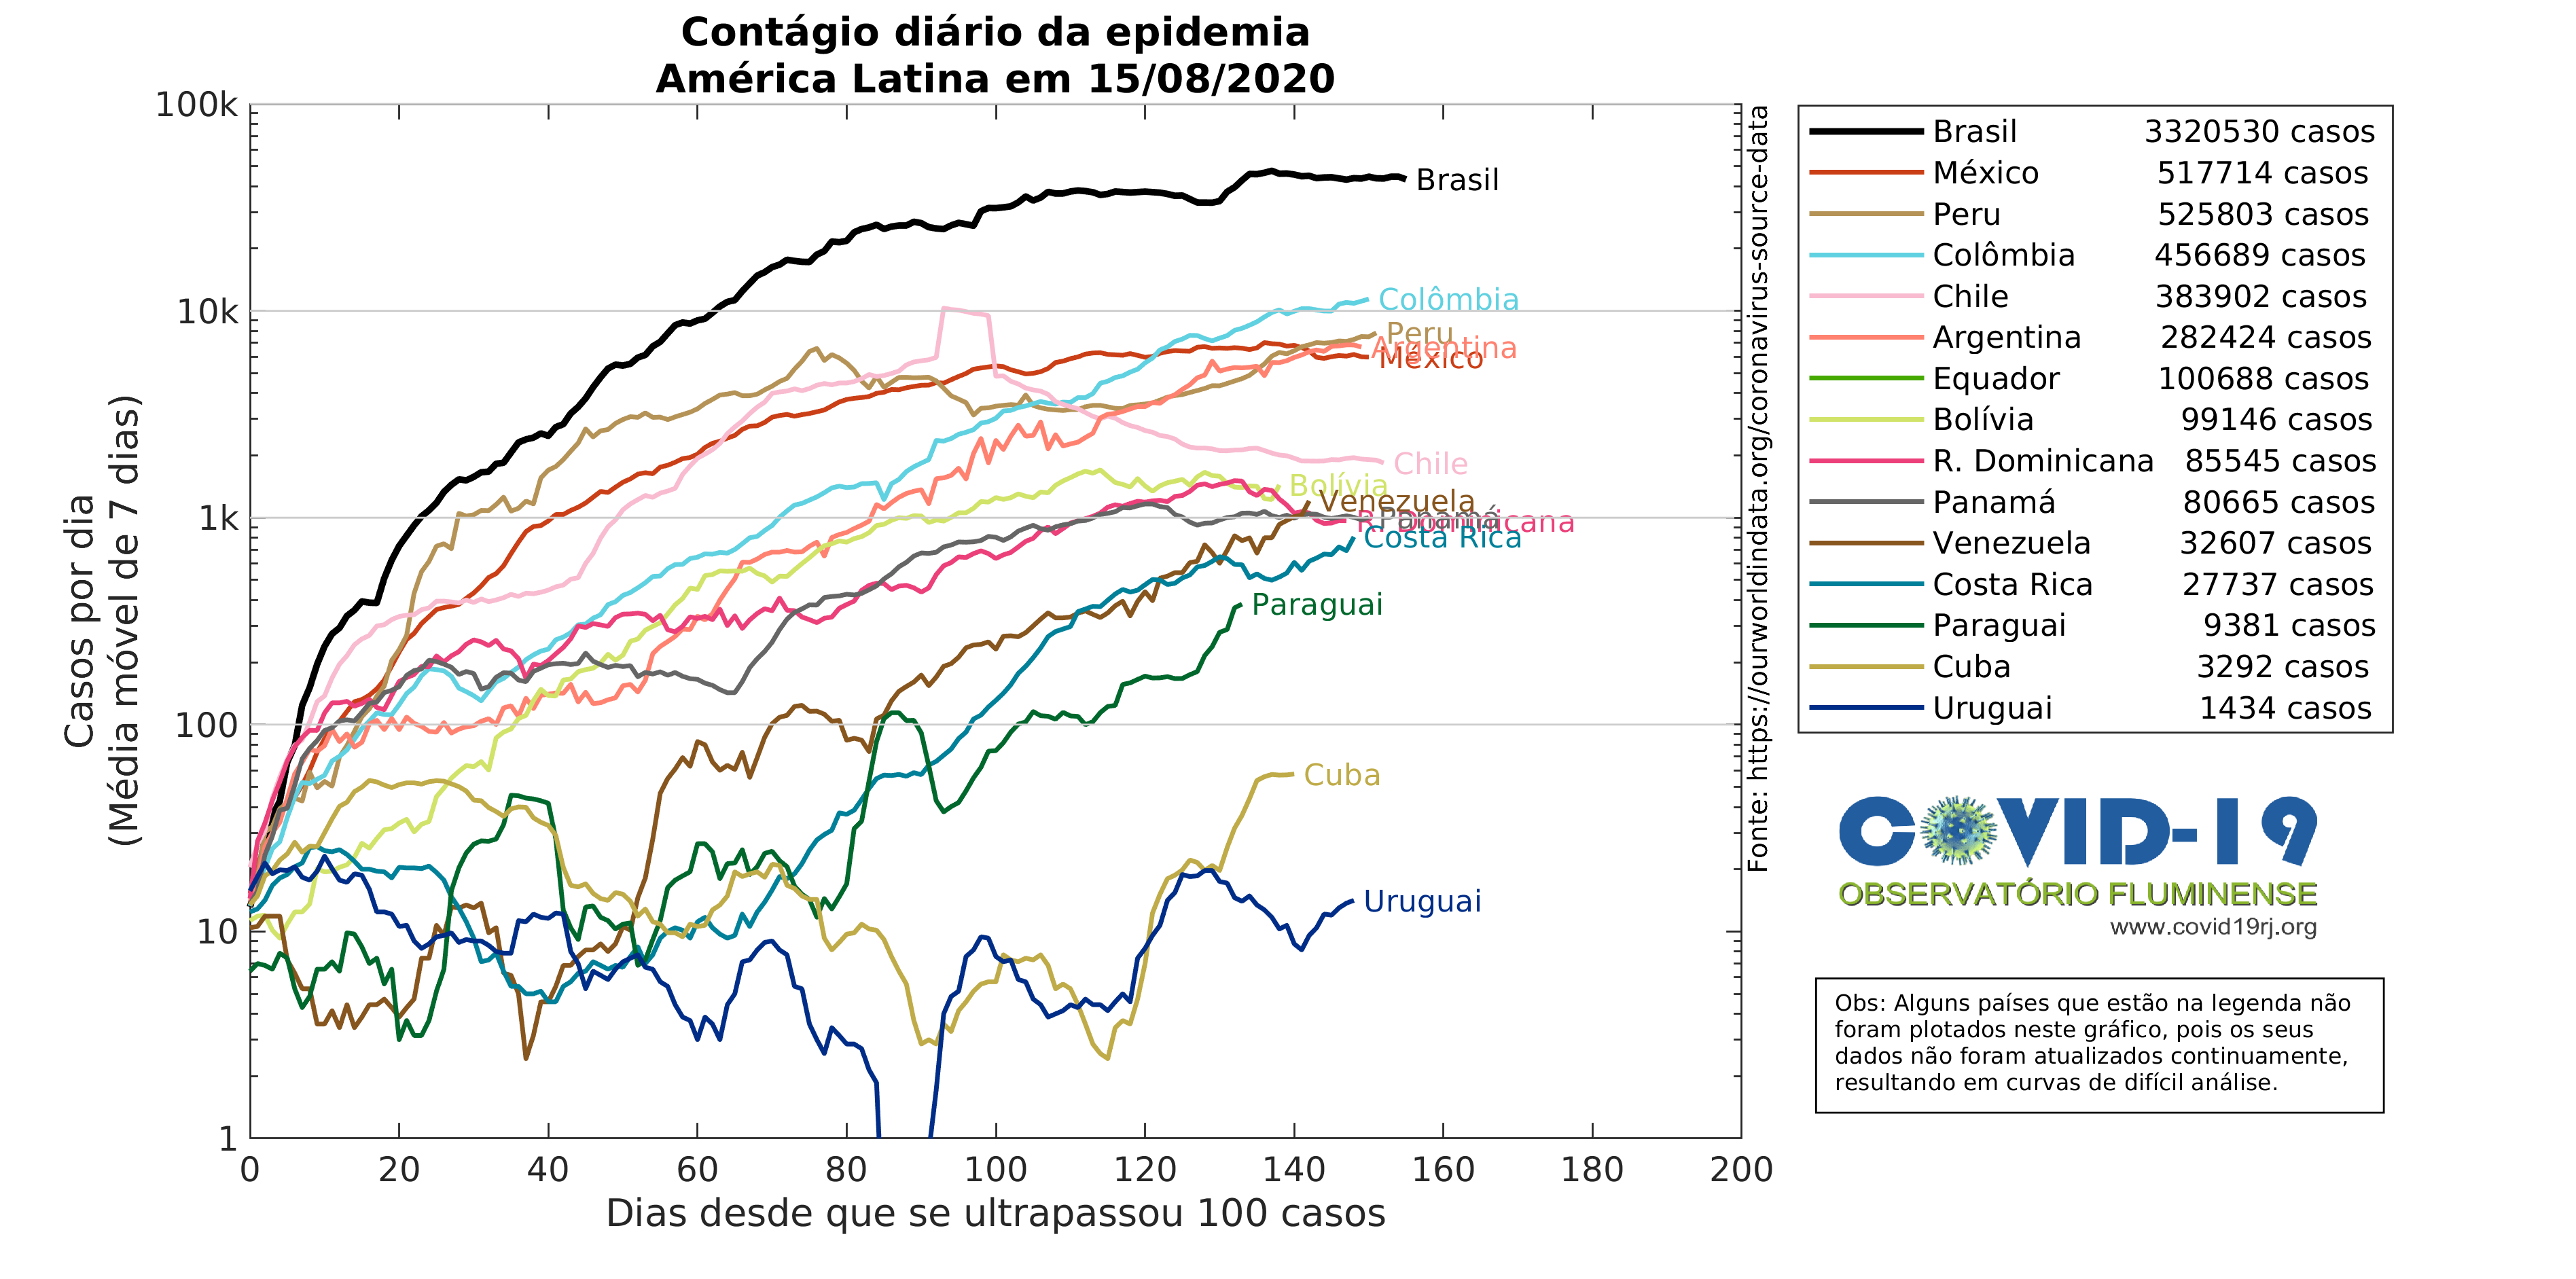 Contágio diário da epidemia
América Latina em 15/08/2020
Casos por dia
(Média móvel de 7 dias)
100k
10k
1k
100
10
1
0 20 40 60 80 100 120 140 160 180 200
Dias desde que se ultrapassou 100 casos
Brasil
Colômbia
Peru
Argentina
México
Chile
Bolívia
Venezuela
Panamá
R. Dominicana
Costa Rica
Paraguai
Cuba
Uruguai
Fonte: https://ourworldindata.org/coronavirus-source-data
Brasil 3320530 casos
México 517714 casos
Peru 525803 casos
Colômbia 456689 casos
Chile 383902 casos
Argentina 282424 casos
Equador 100688 casos
Bolívia 99146 casos
R. Dominicana 85545 casos
Panamá 80665 casos
Venezuela 32607 casos
Costa Rica 27737 casos
Paraguai 9381 casos
Cuba 3292 casos
Uruguai 1434 casos
COVID-19
OBSERVATÓRIO FLUMINENSE
www.covid19rj.org
Obs: Alguns países que estão na legenda não
foram plotados neste gráfico, pois os seus
dados não foram atualizados continuamente,
resultando em curvas de difícil análise.